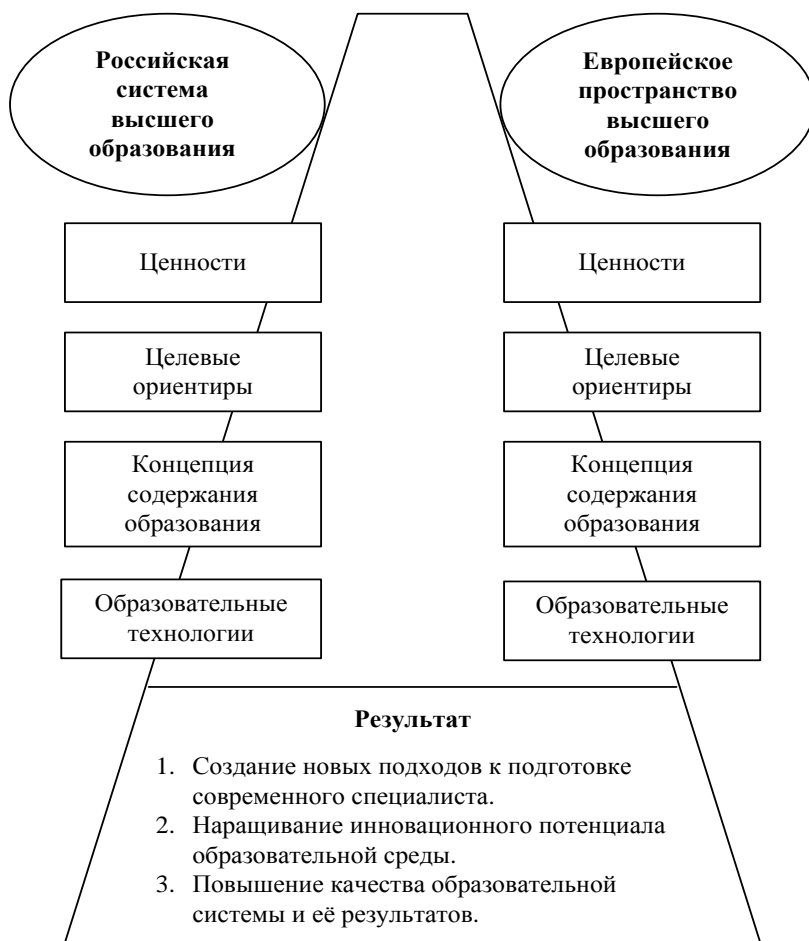 Российская
система
высшего
образования
Европейское
пространство
высшего
образования
Ценности
Ценности
Целевые
ориентиры
Целевые
ориентиры
Концепция
содержания
образования
Концепция
содержания
образования
Образовательные
технологии
Образовательные
технологии
Результат
1. Создание новых подходов к подготовке
современного специалиста.
2. Наращивание инновационного потенциала
образовательной среды.
3. Повышение качества образовательной
системы и её результатов.